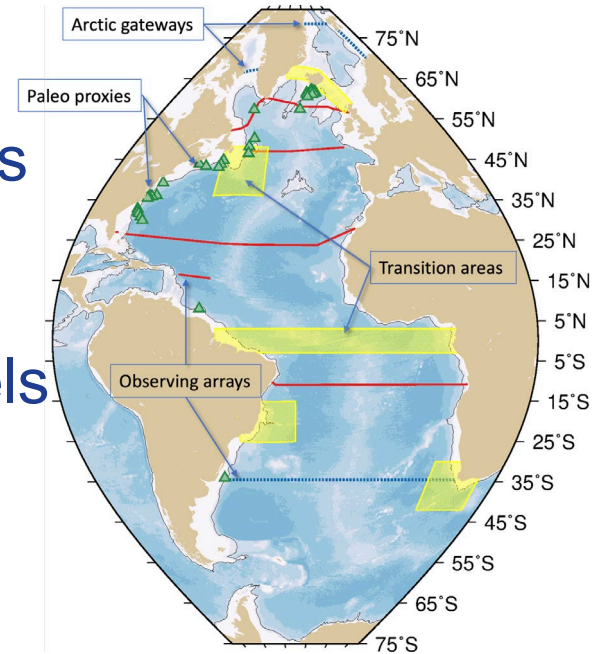 Arctic gateways
75˚N
65˚N
Paleo proxies
55˚N
s
45˚N
35˚N
25˚N
Transition areas
15˚N
5˚N
5˚S
els
Observing arrays
15˚S
25˚S
35˚S
45˚S
55˚S
65˚S
75˚S